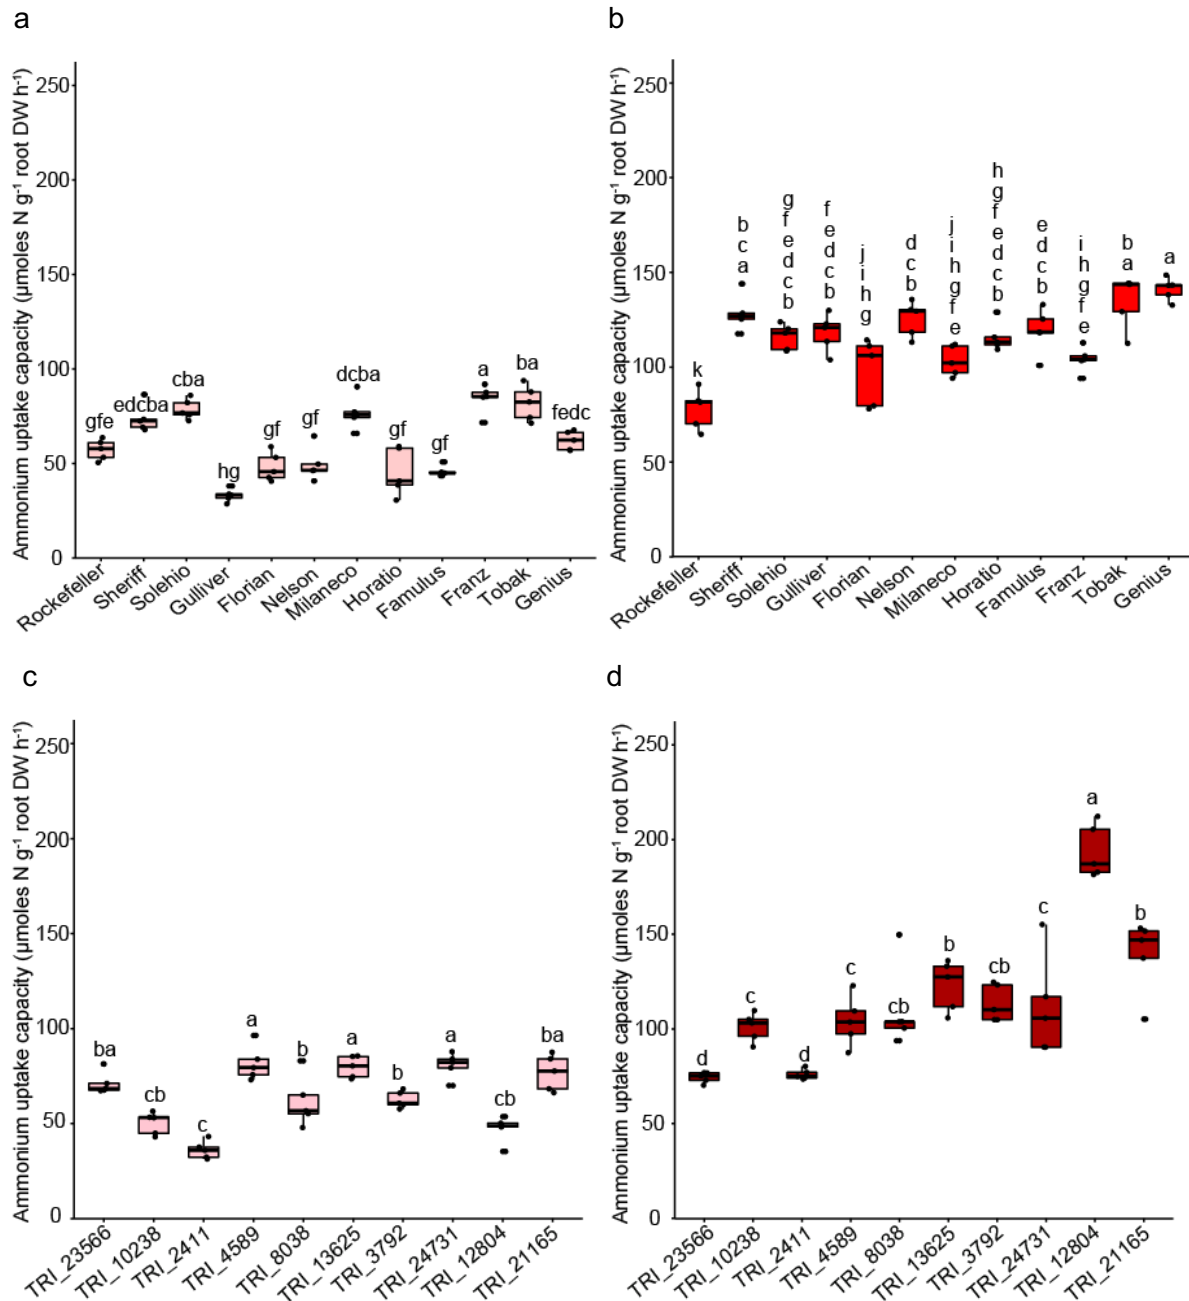 a
Ammonium uptake capacity (µmoles N g⁻¹ root DW h⁻¹)
250
200
150
100
50
0
gfe
edcba
cba
hg
gf
gf
dcba
gf
gf
a
ba
fedc
Rockefeller
Sheriff
Solehio
Gulliver
Florian
Nelson
Milaneco
Horatio
Famulus
Franz
Tobak
Genius
b
Ammonium uptake capacity (µmoles N g⁻¹ root DW h⁻¹)
250
200
150
100
50
0
k
b
c
a
g
f
e
d
c
b
f
e
d
c
b
j
i
h
g
d
c
b
j
i
h
g
f
e
h
g
f
e
d
c
b
e
d
c
b
i
h
g
f
e
b
a
a
Rockefeller
Sheriff
Solehio
Gulliver
Florian
Nelson
Milaneco
Horatio
Famulus
Franz
Tobak
Genius
c
Ammonium uptake capacity (µmoles N g⁻¹ root DW h⁻¹)
250
200
150
100
50
0
ba
cb
c
a
b
a
b
a
cb
ba
TRI_23566
TRI_10238
TRI_2411
TRI_4589
TRI_8038
TRI_13625
TRI_3792
TRI_24731
TRI_12804
TRI_21165
d
Ammonium uptake capacity (µmoles N g⁻¹ root DW h⁻¹)
250
200
150
100
50
0
d
c
d
c
cb
b
cb
c
a
b
TRI_23566
TRI_10238
TRI_2411
TRI_4589
TRI_8038
TRI_13625
TRI_3792
TRI_24731
TRI_12804
TRI_21165